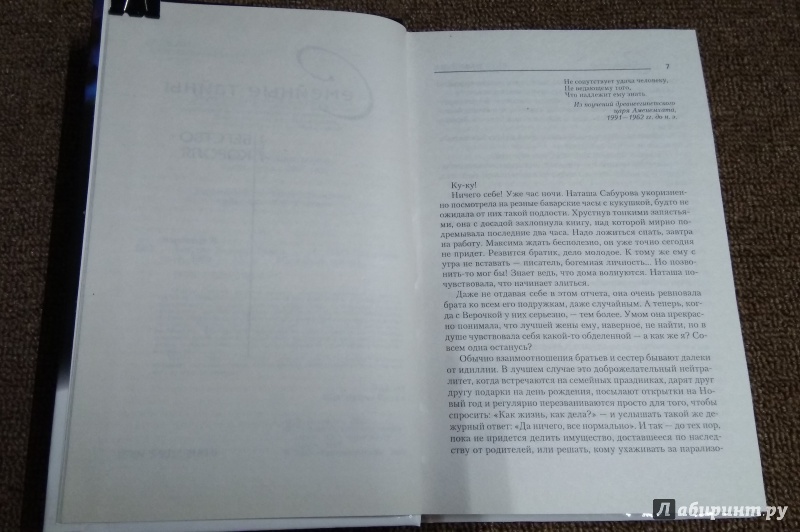 7
Не сопутствует удача человеку,
Не ведающему того,
Что надлежит ему знать.
Из поучений древнеегипетского
царя Аменемхета,
1991–1962 гг. до н. э.
Ку-ку!
Ничего себе! Уже час ночи. Наташа Сабурова укоризнен-
но посмотрела на резные баварские часы с кукушкой, будто не
ожидала от них такой подлости. Хрустнув тонкими запястья-
ми, она с досадой захлопнула книгу, над которой мирно по-
дремывала последние два часа. Надо ложиться спать, завтра
на работу. Максима ждать бесполезно, он уже точно сегодня
не придет. Резвится братик, дело молодое. К тому же ему с
утра не вставать — писатель, богемная личность... Но позво-
нить-то мог бы! Знает ведь, что дома волнуются. Наташа по-
чувствовала, что начинает злиться.
Даже не отдавая себе в этом отчета, она очень ревновала
брата ко всем его подружкам, даже случайным. А теперь, ког-
да с Верочкой у них серьезно, — тем более. Умом она прекрас-
но понимала, что лучшей жены ему, наверное, не найти, но в
душе чувствовала себя какой-то обделенной — а как же я? Со-
всем одна останусь?
Обычно взаимоотношения братьев и сестер бывают далеки
от идиллии. В лучшем случае это доброжелательный нейтра-
литет, когда встречаются на семейных праздниках, дарят друг
другу подарки на день рождения, посылают открытки на Но-
вый год и регулярно перезваниваются просто для того, чтобы
спросить: «Как жизнь, как дела?» — и услышать такой же де-
журный ответ: «Да ничего, все нормально». И так — до тех пор,
пока не придется делить имущество, доставшееся по наслед-
ству от родителей, или решать, кому ухаживать за парализо-
Лабиринт.ру